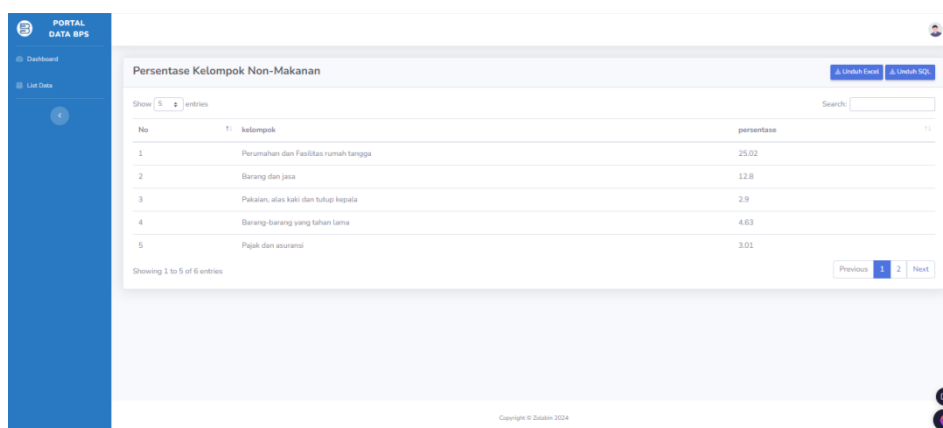 PORTAL
DATA BPS
Dashboard
List Data
Persentase Kelompok Non-Makanan
Unduh Excel Unduh SQL
Show 5 entries
Search:
No kelompok persentase
1 Perumahan dan Fasilitas rumah tangga 25.02
2 Barang dan jasa 12.8
3 Pakaian, alas kaki dan tutup kepala 2.9
4 Barang-barang yang tahan lama 4.63
5 Pajak dan asuransi 3.01
Showing 1 to 5 of 6 entries
Previous 1 2 Next
Copyright © 2024